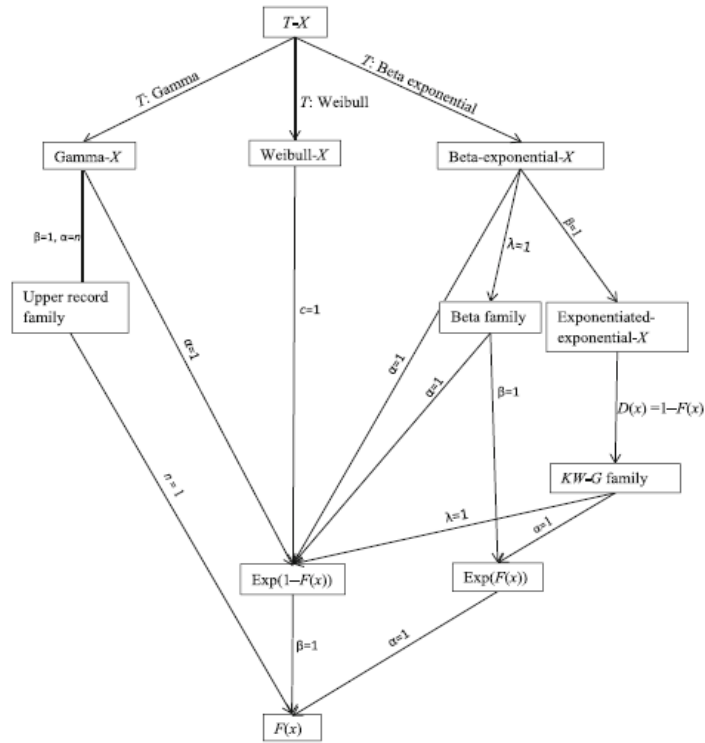 T-X
T: Gamma
T: Weibull
T: Beta exponential
Gamma-X
Weibull-X
Beta-exponential-X
β=1, α=n
λ=1
β=1
Upper record
family
c=1
Beta family
Exponentiated-
exponential-X
α=1
α=1
α=1
β=1
D(x) =1–F(x)
n = 1
KW-G family
λ=1
α=1
Exp(1–F(x))
Exp(F(x))
β=1
α=1
F(x)